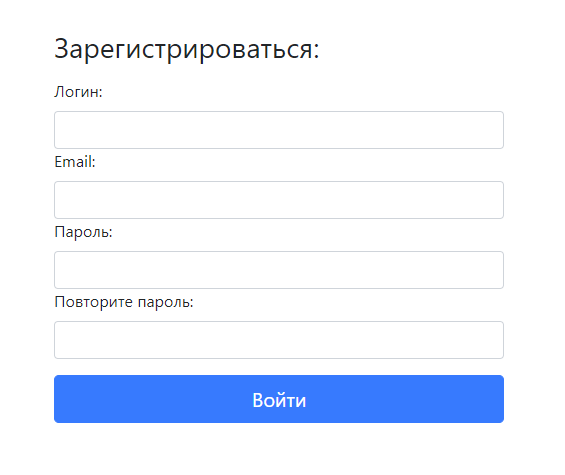 Зарегистрироваться:
Логин:
Email:
Пароль:
Повторите пароль:
Войти